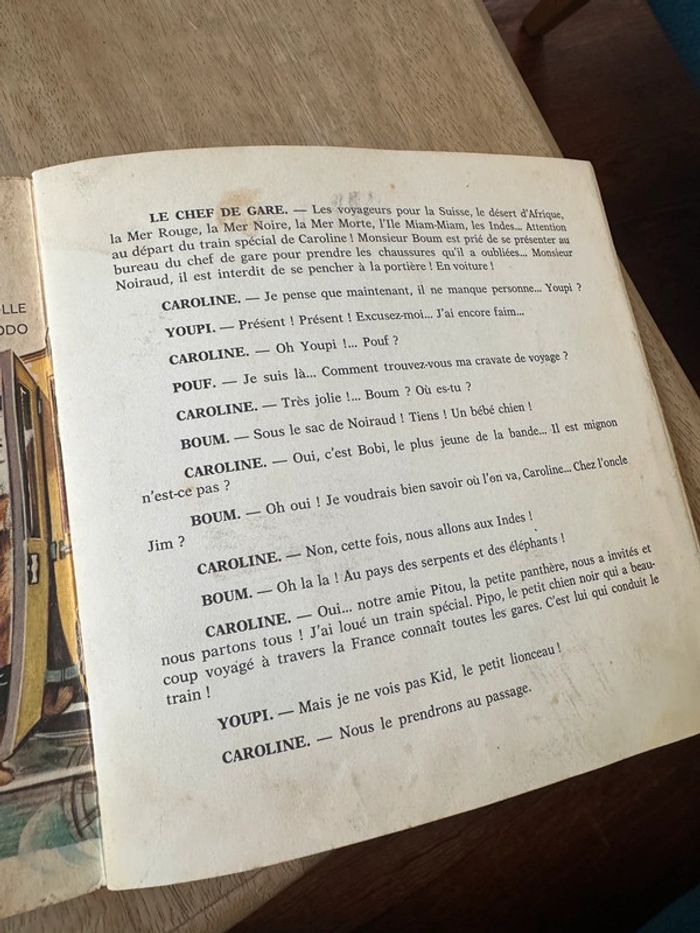 LE CHEF DE GARE. — Les voyageurs pour la Suisse, le désert d'Afrique,
la Mer Rouge, la Mer Noire, la Mer Morte, l'Ile Miam-Miam, les Indes... Attention
au départ du train spécial de Caroline ! Monsieur Boum est prié de se présenter au
bureau du chef de gare pour prendre les chaussures qu'il a oubliées... Monsieur
Noiraud, il est interdit de se pencher à la portière ! En voiture !
CAROLINE. — Je pense que maintenant, il ne manque personne... Youpi ?
YOUPI. — Présent ! Présent ! Excusez-moi... J'ai encore faim...
CAROLINE. — Oh Youpi !... Pouf ?
POUF. — Je suis là... Comment trouvez-vous ma cravate de voyage ?
CAROLINE. — Très jolie !... Boum ? Où es-tu ?
BOUM. — Sous le sac de Noiraud ! Tiens ! Un bébé chien !
CAROLINE. — Oui, c'est Bobi, le plus jeune de la bande... Il est mignon
n'est-ce pas ?
BOUM. — Oh oui ! Je voudrais bien savoir où l'on va, Caroline... Chez l'oncle
Jim ?
CAROLINE. — Non, cette fois, nous allons aux Indes !
BOUM. — Oh la la ! Au pays des serpents et des éléphants !
CAROLINE. — Oui... notre amie Pitou, la petite panthère, nous a invités et
nous partons tous ! J'ai loué un train spécial. Pipo, le petit chien noir qui a beau-
coup voyagé à travers la France connaît toutes les gares. C'est lui qui conduit le
train !
YOUPI. — Mais je ne vois pas Kid, le petit lionceau !
CAROLINE. — Nous le prendrons au passage.